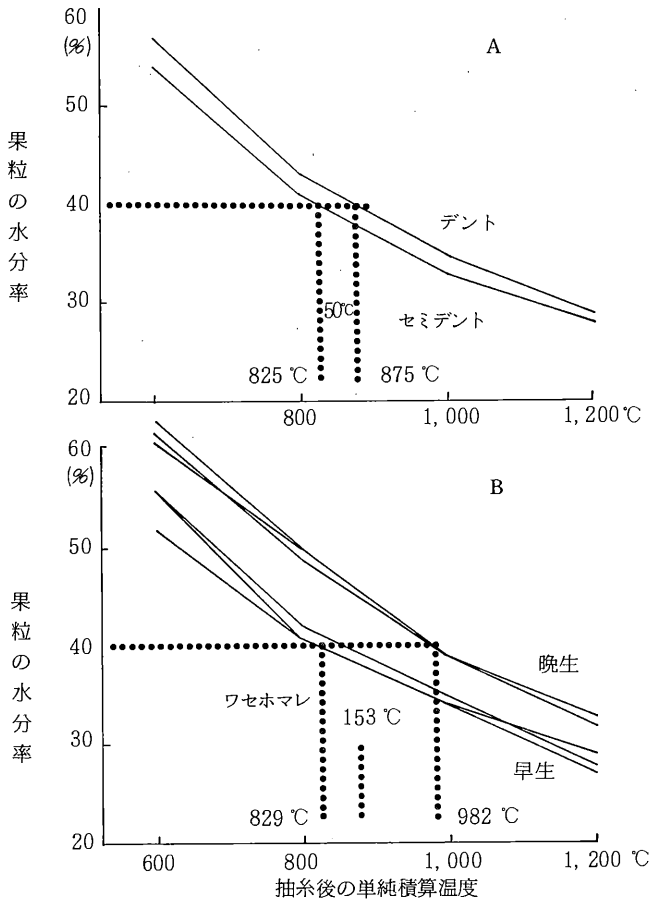 60
(%)
A
50
果粒の水分率
40
デント
30
50℃
セミデント
825℃
875℃
20
800
1,000
1,200℃
60
(%)
B
50
果粒の水分率
40
晩生
ワセホマレ
153℃
30
早生
829℃
982℃
20
600
800
1,000
1,200℃
抽糸後の単純積算温度